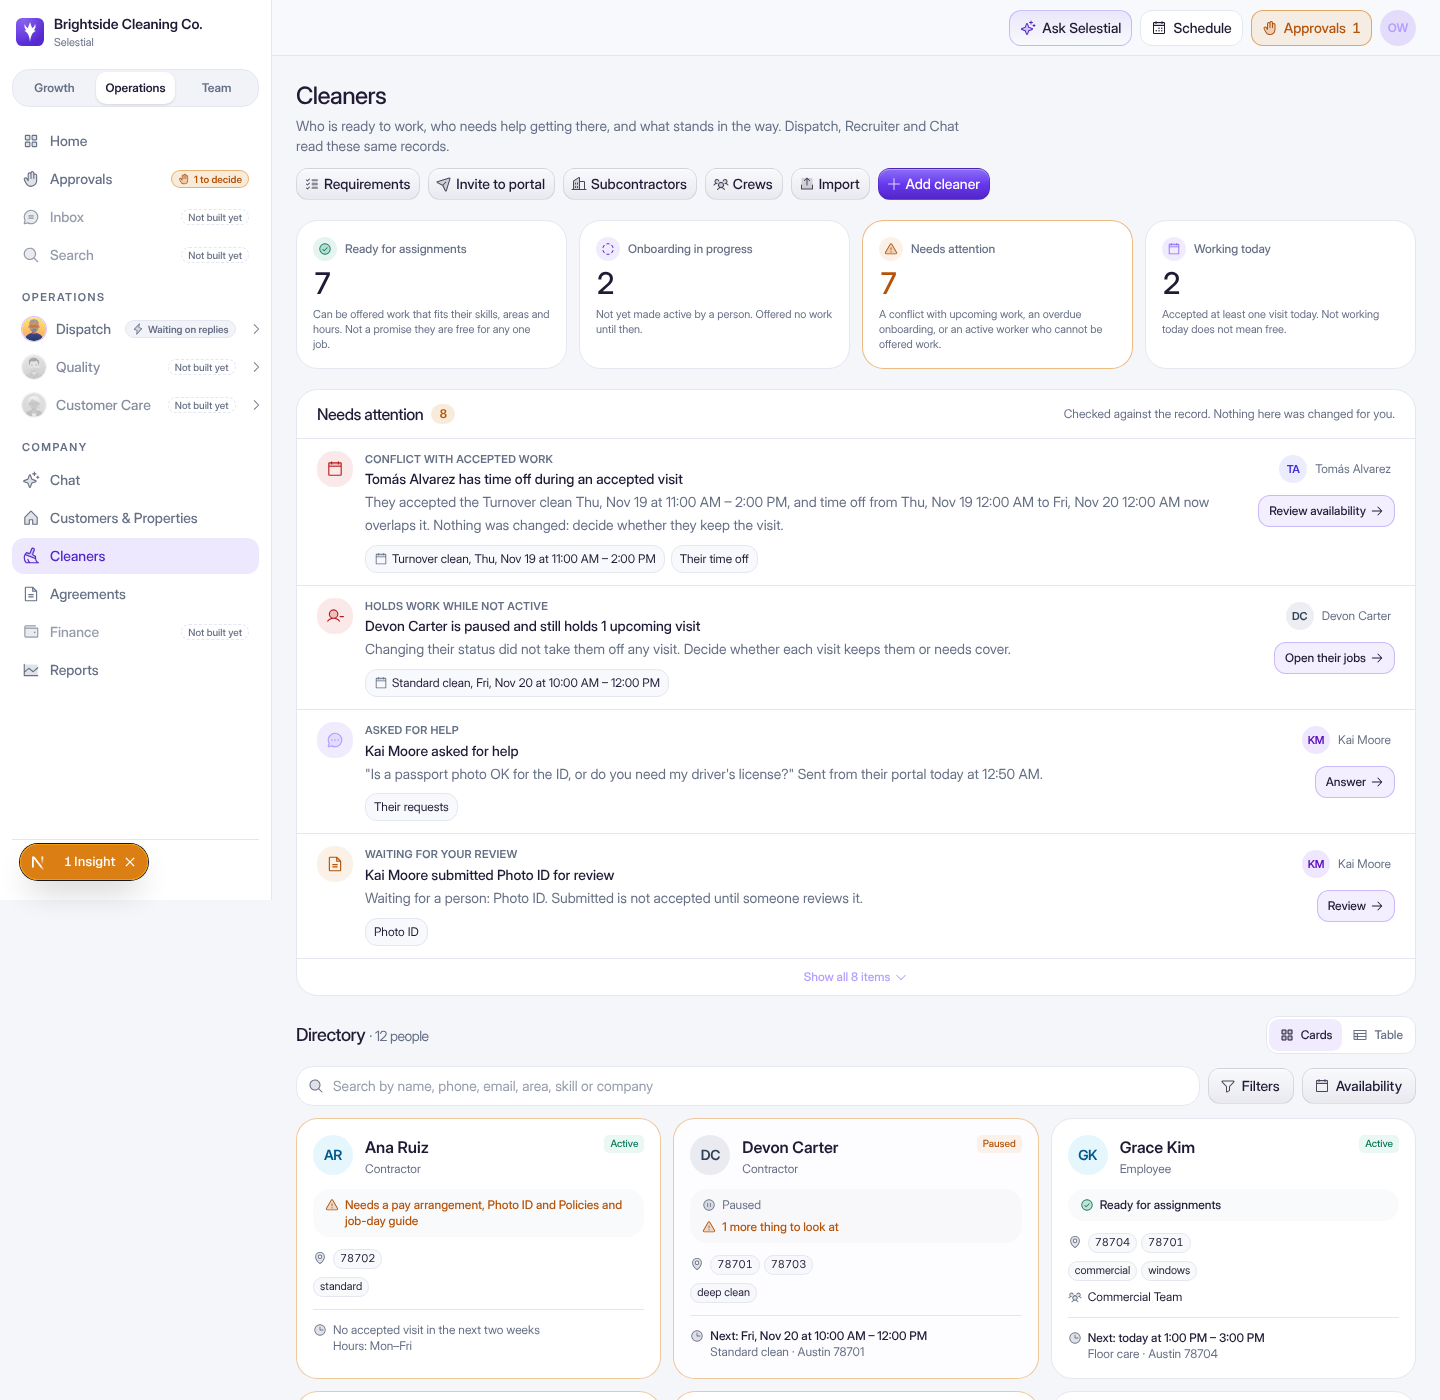 Brightside Cleaning Co.
Selestial
Growth
Operations
Team
Home
Approvals
1 to decide
Inbox
Not built yet
Search
Not built yet
OPERATIONS
Dispatch
Waiting on replies
Quality
Not built yet
Customer Care
Not built yet
COMPANY
Chat
Customers & Properties
Cleaners
Agreements
Finance
Not built yet
Reports
1 Insight
Ask Selestial
Schedule
Approvals 1
OW
Cleaners
Who is ready to work, who needs help getting there, and what stands in the way. Dispatch, Recruiter and Chat
read these same records.
Requirements
Invite to portal
Subcontractors
Crews
Import
Add cleaner
Ready for assignments
7
Can be offered work that fits their skills, areas and
hours. Not a promise they are free for any one
job.
Onboarding in progress
2
Not yet made active by a person. Offered no work
until then.
Needs attention
7
A conflict with upcoming work, an overdue
onboarding, or an active worker who cannot be
offered work.
Working today
2
Accepted at least one visit today. Not working
today does not mean free.
Needs attention 8
Checked against the record. Nothing here was changed for you.
CONFLICT WITH ACCEPTED WORK
Tomás Alvarez has time off during an accepted visit
They accepted the Turnover clean Thu, Nov 19 at 11:00 AM – 2:00 PM, and time off from Thu, Nov 19 12:00 AM to Fri, Nov 20 12:00 AM now
overlaps it. Nothing was changed: decide whether they keep the visit.
Turnover clean, Thu, Nov 19 at 11:00 AM – 2:00 PM
Their time off
TA
Tomás Alvarez
Review availability
HOLDS WORK WHILE NOT ACTIVE
Devon Carter is paused and still holds 1 upcoming visit
Changing their status did not take them off any visit. Decide whether each visit keeps them or needs cover.
Standard clean, Fri, Nov 20 at 10:00 AM – 12:00 PM
DC
Devon Carter
Open their jobs
ASKED FOR HELP
Kai Moore asked for help
"Is a passport photo OK for the ID, or do you need my driver's license?" Sent from their portal today at 12:50 AM.
Their requests
KM
Kai Moore
Answer
WAITING FOR YOUR REVIEW
Kai Moore submitted Photo ID for review
Waiting for a person: Photo ID. Submitted is not accepted until someone reviews it.
Photo ID
KM
Kai Moore
Review
Show all 8 items
Directory · 12 people
Cards
Table
Search by name, phone, email, area, skill or company
Filters
Availability
AR
Ana Ruiz
Contractor
Active
Needs a pay arrangement, Photo ID and Policies and
job-day guide
78702
standard
No accepted visit in the next two weeks
Hours: Mon–Fri
DC
Devon Carter
Contractor
Paused
Paused
1 more thing to look at
78701
78703
deep clean
Next: Fri, Nov 20 at 10:00 AM – 12:00 PM
Standard clean · Austin 78701
GK
Grace Kim
Employee
Active
Ready for assignments
78704
78701
commercial
windows
Commercial Team
Next: today at 1:00 PM – 3:00 PM
Floor care · Austin 78704